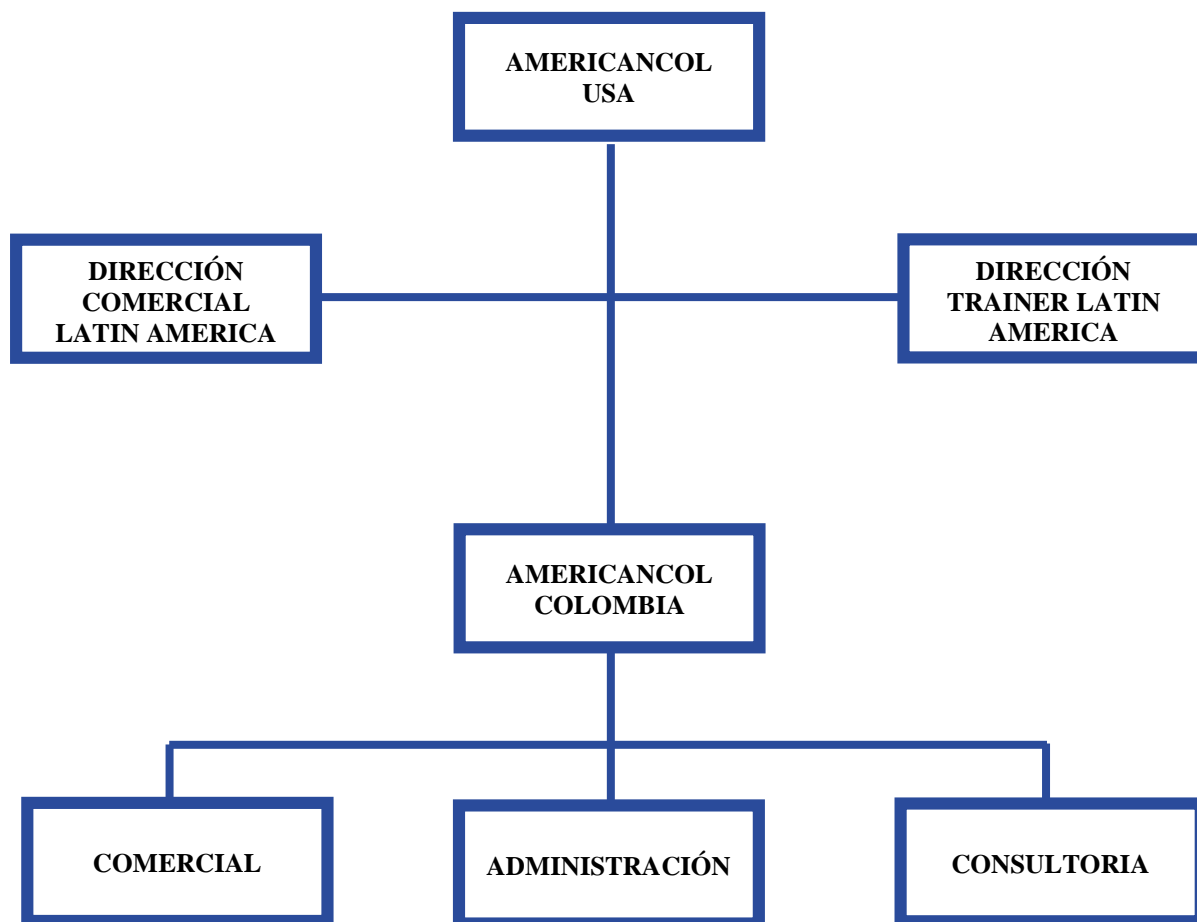 AMERICANCOL
USA
DIRECCIÓN
COMERCIAL
LATIN AMERICA
DIRECCIÓN
TRAINER LATIN
AMERICA
AMERICANCOL
COLOMBIA
COMERCIAL
ADMINISTRACIÓN
CONSULTORIA